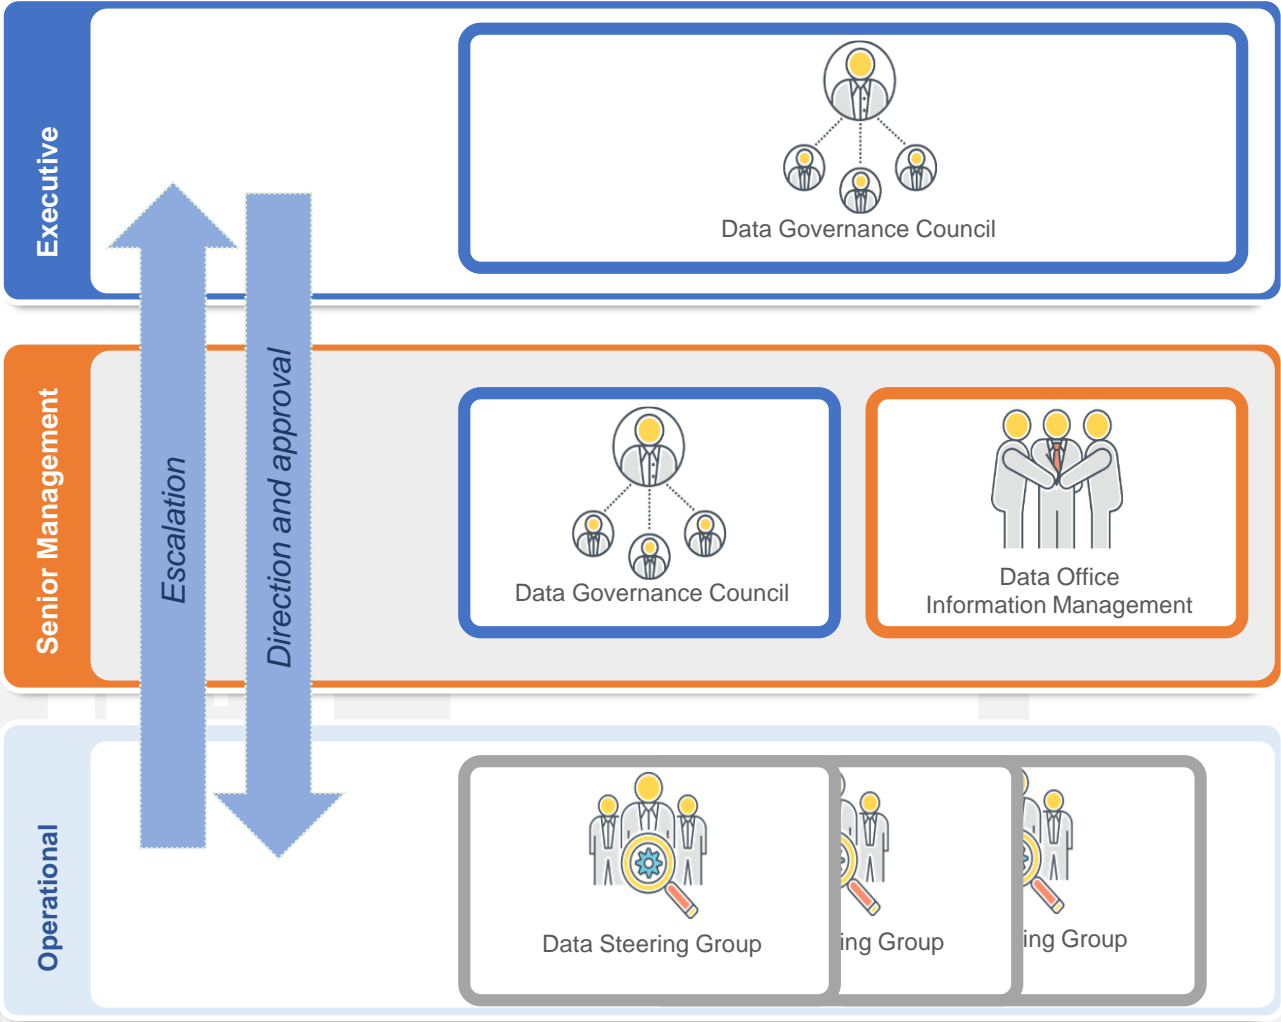 Executive
Data Governance Council
Senior Management
Escalation
Direction and approval
Data Governance Council
Data Office
Information Management
Operational
Data Steering Group
ing Group
ing Group